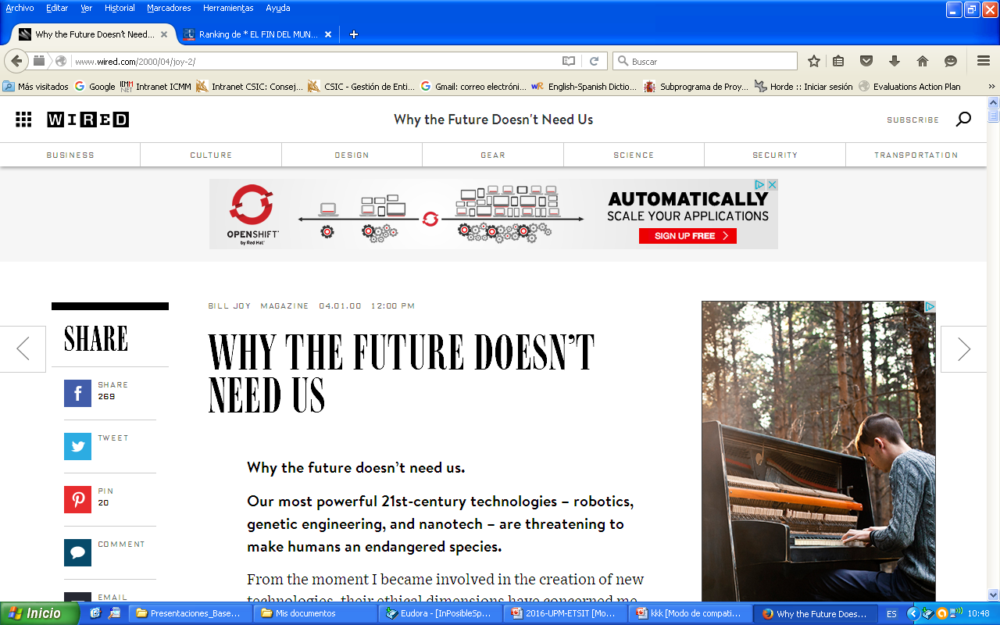 Archivo Editar Ver Historial Marcadores Herramientas Ayuda
Why the Future Doesn't Need... Ranking de * EL FIN DEL MUN...
www.wired.com/2000/04/joy-2/ Buscar
Más visitados Google Intranet ICMM Intranet CSIC: Consej... CSIC - Gestión de Enti... Gmail: correo electróni... English-Spanish Dictio... Subprograma de Proy... Horde :: Iniciar sesión Evaluations Action Plan »
WIRED Why the Future Doesn't Need Us SUBSCRIBE
BUSINESS CULTURE DESIGN GEAR SCIENCE SECURITY TRANSPORTATION
OPENSHIFT
by Red Hat
AUTOMATICALLY
SCALE YOUR APPLICATIONS
SIGN UP FREE >
BILL JOY MAGAZINE 04.01.00 12:00 PM
SHARE
WHY THE FUTURE DOESN'T
NEED US
SHARE
269
TWEET
PIN
20
COMMENT
EMAIL
Why the future doesn't need us.
Our most powerful 21st-century technologies – robotics,
genetic engineering, and nanotech – are threatening to
make humans an endangered species.
From the moment I became involved in the creation of new
technologies, their ethical dimensions have concerned me
Inicio Presentaciones_Base... Mis documentos Eudora - [InPosibleSp... 2016-UPM-ETSIT [Mo... kkk [Modo de compati... Why the Future Does... ES 10:48